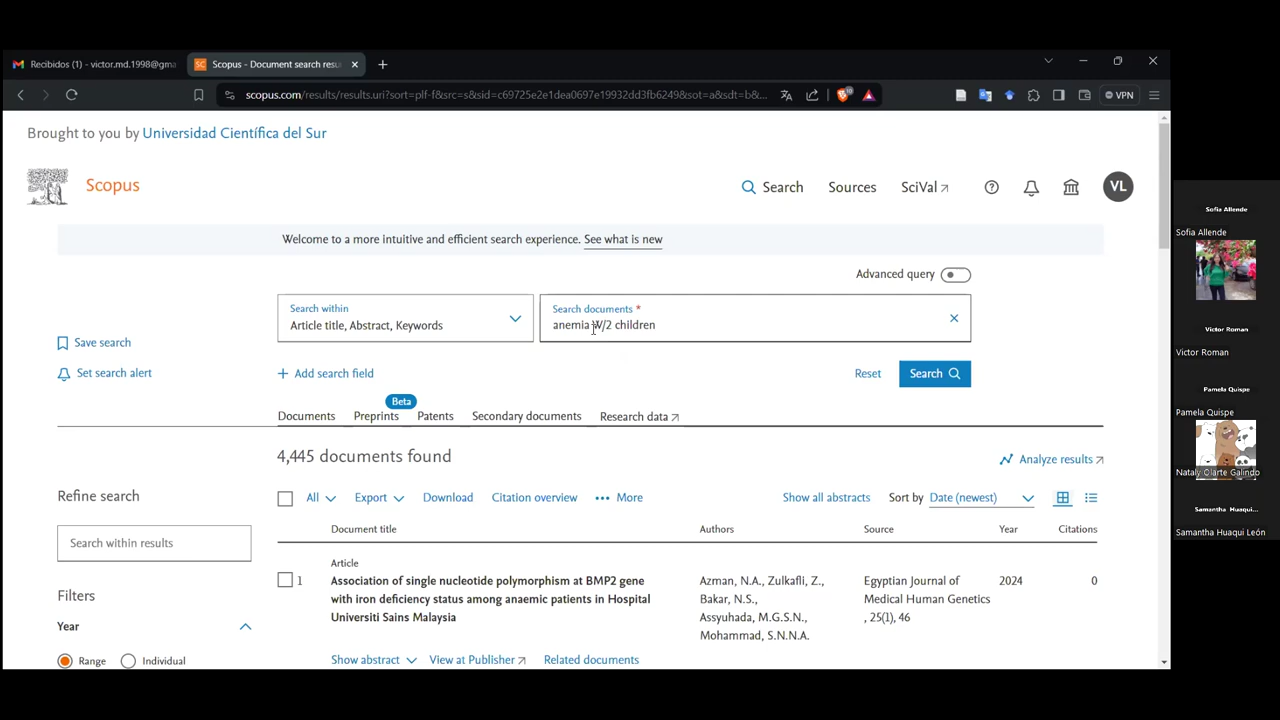 Recibidos (1) - victor.md.1998@gma
Scopus - Document search resu
scopus.com/results/results.uri?sort=plf-f&src=s&sid=c69725e2e1dea0697e19932dd3fb6249&sot=a&sdt=b&...
VPN
Brought to you by Universidad Científica del Sur
Scopus
Search
Sources
SciVal
VL
Welcome to a more intuitive and efficient search experience. See what is new
Advanced query
Search within
Article title, Abstract, Keywords
Search documents *
anemia W/2 children
Save search
Set search alert
Add search field
Reset
Search
Beta
Documents
Preprints
Patents
Secondary documents
Research data
4,445 documents found
Analyze results
Refine search
Search within results
Filters
Year
Range
Individual
All
Export
Download
Citation overview
More
Show all abstracts
Sort by
Date (newest)
Document title
Authors
Source
Year
Citations
1
Article
Association of single nucleotide polymorphism at BMP2 gene
with iron deficiency status among anaemic patients in Hospital
Universiti Sains Malaysia
Azman, N.A., Zulkafli, Z.,
Bakar, N.S.,
Assyuhada, M.G.S.N.,
Mohammad, S.N.N.A.
Egyptian Journal of
Medical Human Genetics
, 25(1), 46
2024
0
Show abstract
View at Publisher
Related documents
Sofia Allende
Sofia Allende
Victor Roman
Victor Roman
Pamela Quispe
Pamela Quispe
Nataly Olarte Galindo
Samantha Huaqui...
Samantha Huaqui León